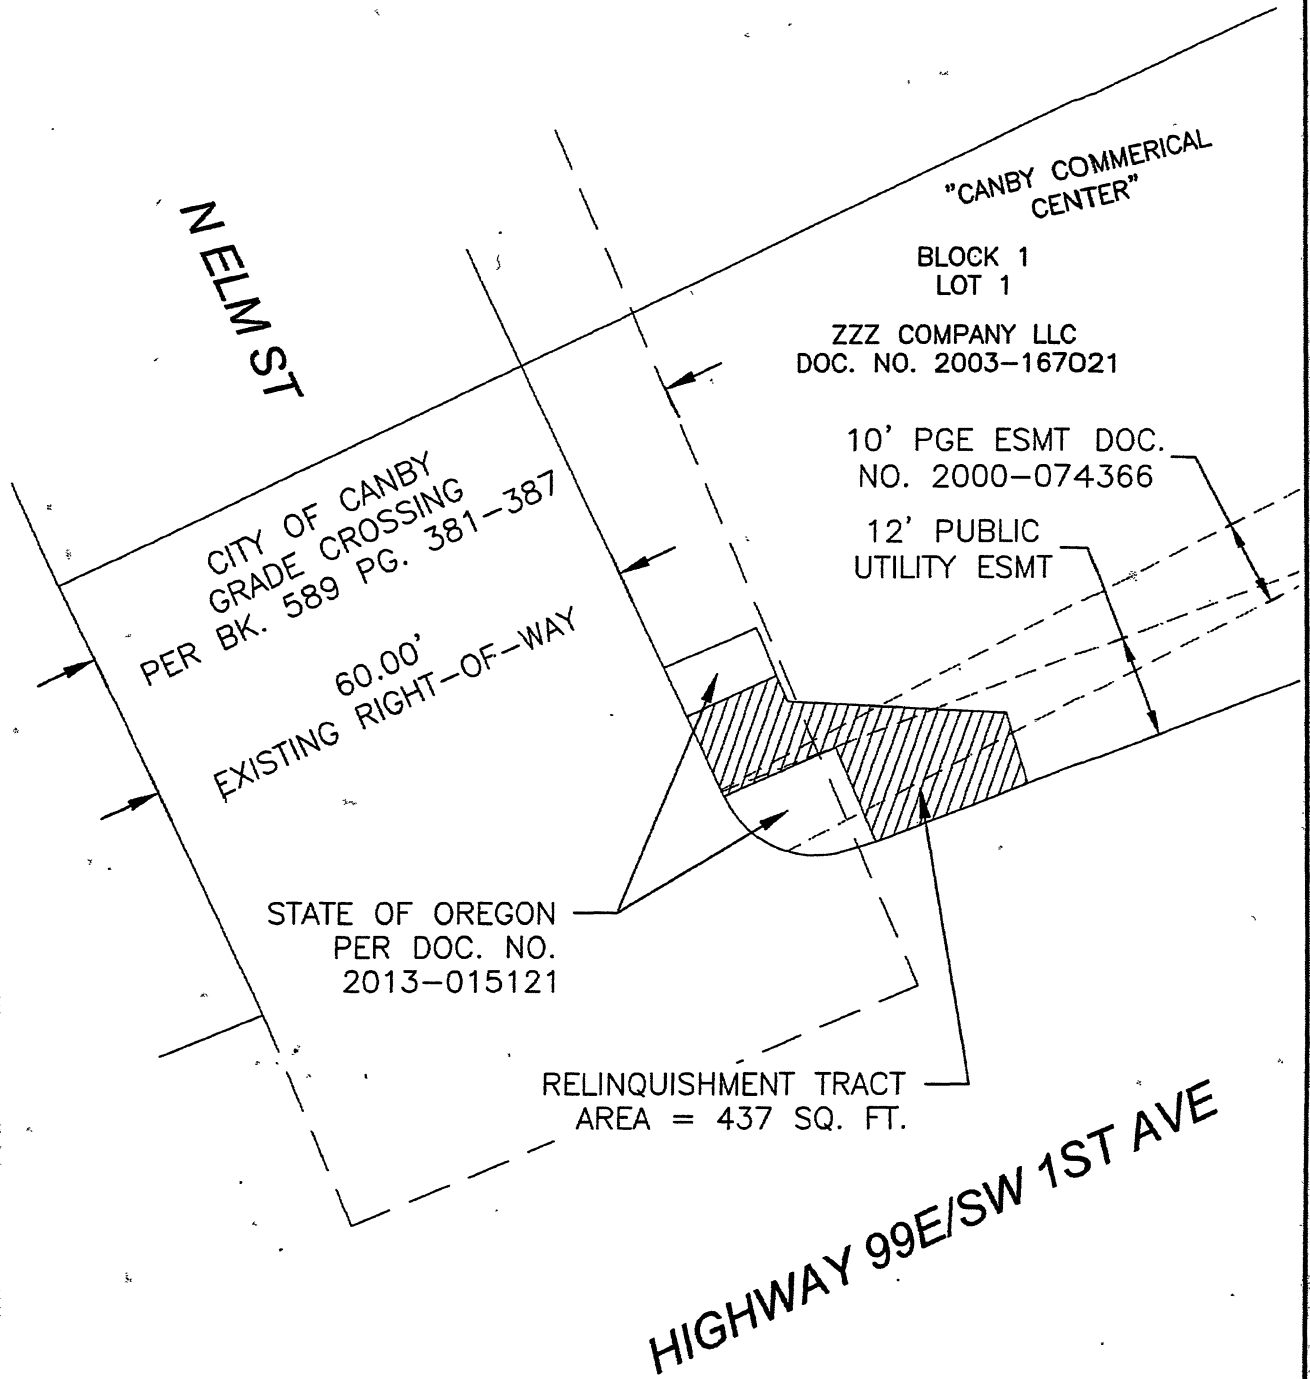 N ELM ST
"CANBY COMMERICAL
CENTER"
BLOCK 1
LOT 1
ZZZ COMPANY LLC
DOC. NO. 2003-167021
10' PGE ESMT DOC.
NO. 2000-074366
12' PUBLIC
UTILITY ESMT
CITY OF CANBY
GRADE CROSSING
PER BK. 589 PG. 381-387
60.00'
EXISTING RIGHT-OF-WAY
STATE OF OREGON
PER DOC. NO.
2013-015121
RELINQUISHMENT TRACT
AREA = 437 SQ. FT.
HIGHWAY 99E/SW 1ST AVE